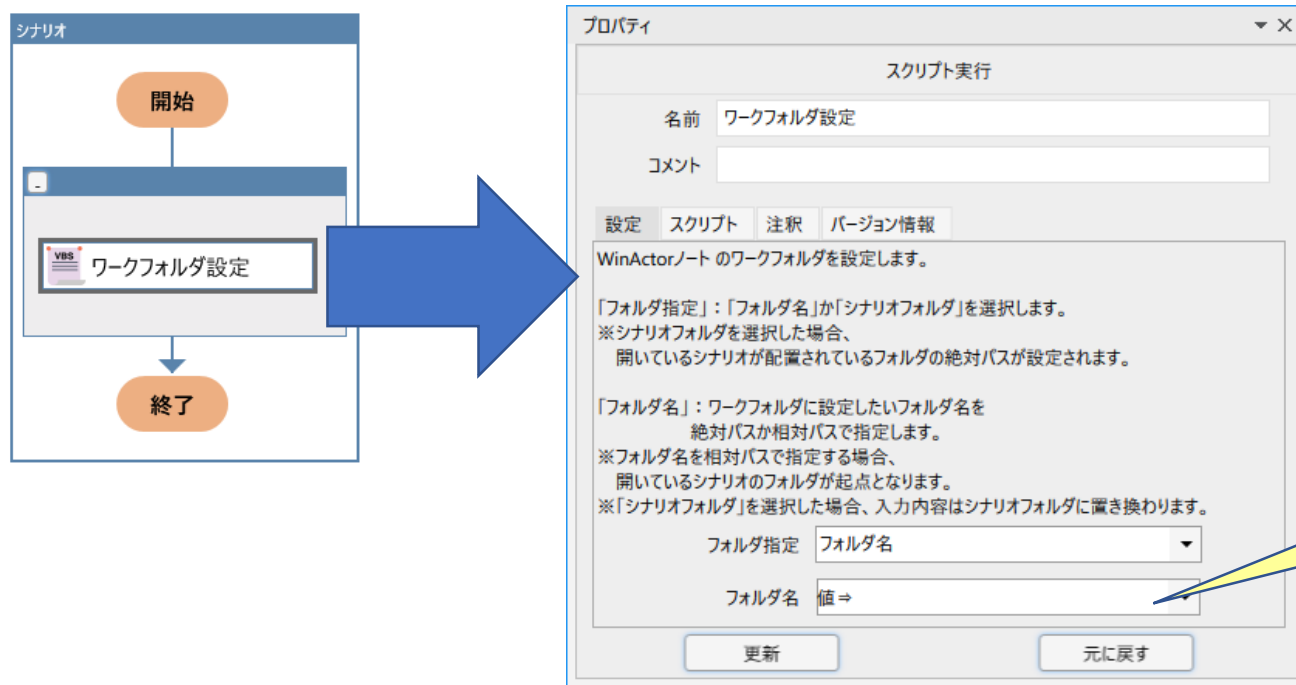 シナリオ
開始
-
VBS
ワークフォルダ設定
終了
プロパティ
スクリプト実行
名前 ワークフォルダ設定
コメント
設定 スクリプト 注釈 バージョン情報
WinActorノート のワークフォルダを設定します。
「フォルダ指定」：「フォルダ名」か「シナリオフォルダ」を選択します。
※シナリオフォルダを選択した場合、
開いているシナリオが配置されているフォルダの絶対パスが設定されます。
「フォルダ名」：ワークフォルダに設定したいフォルダ名を
絶対パスか相対パスで指定します。
※フォルダ名を相対パスで指定する場合、
開いているシナリオのフォルダが起点となります。
※「シナリオフォルダ」を選択した場合、入力内容はシナリオフォルダに置き換わります。
フォルダ指定 フォルダ名
フォルダ名 値⇒
更新 元に戻す